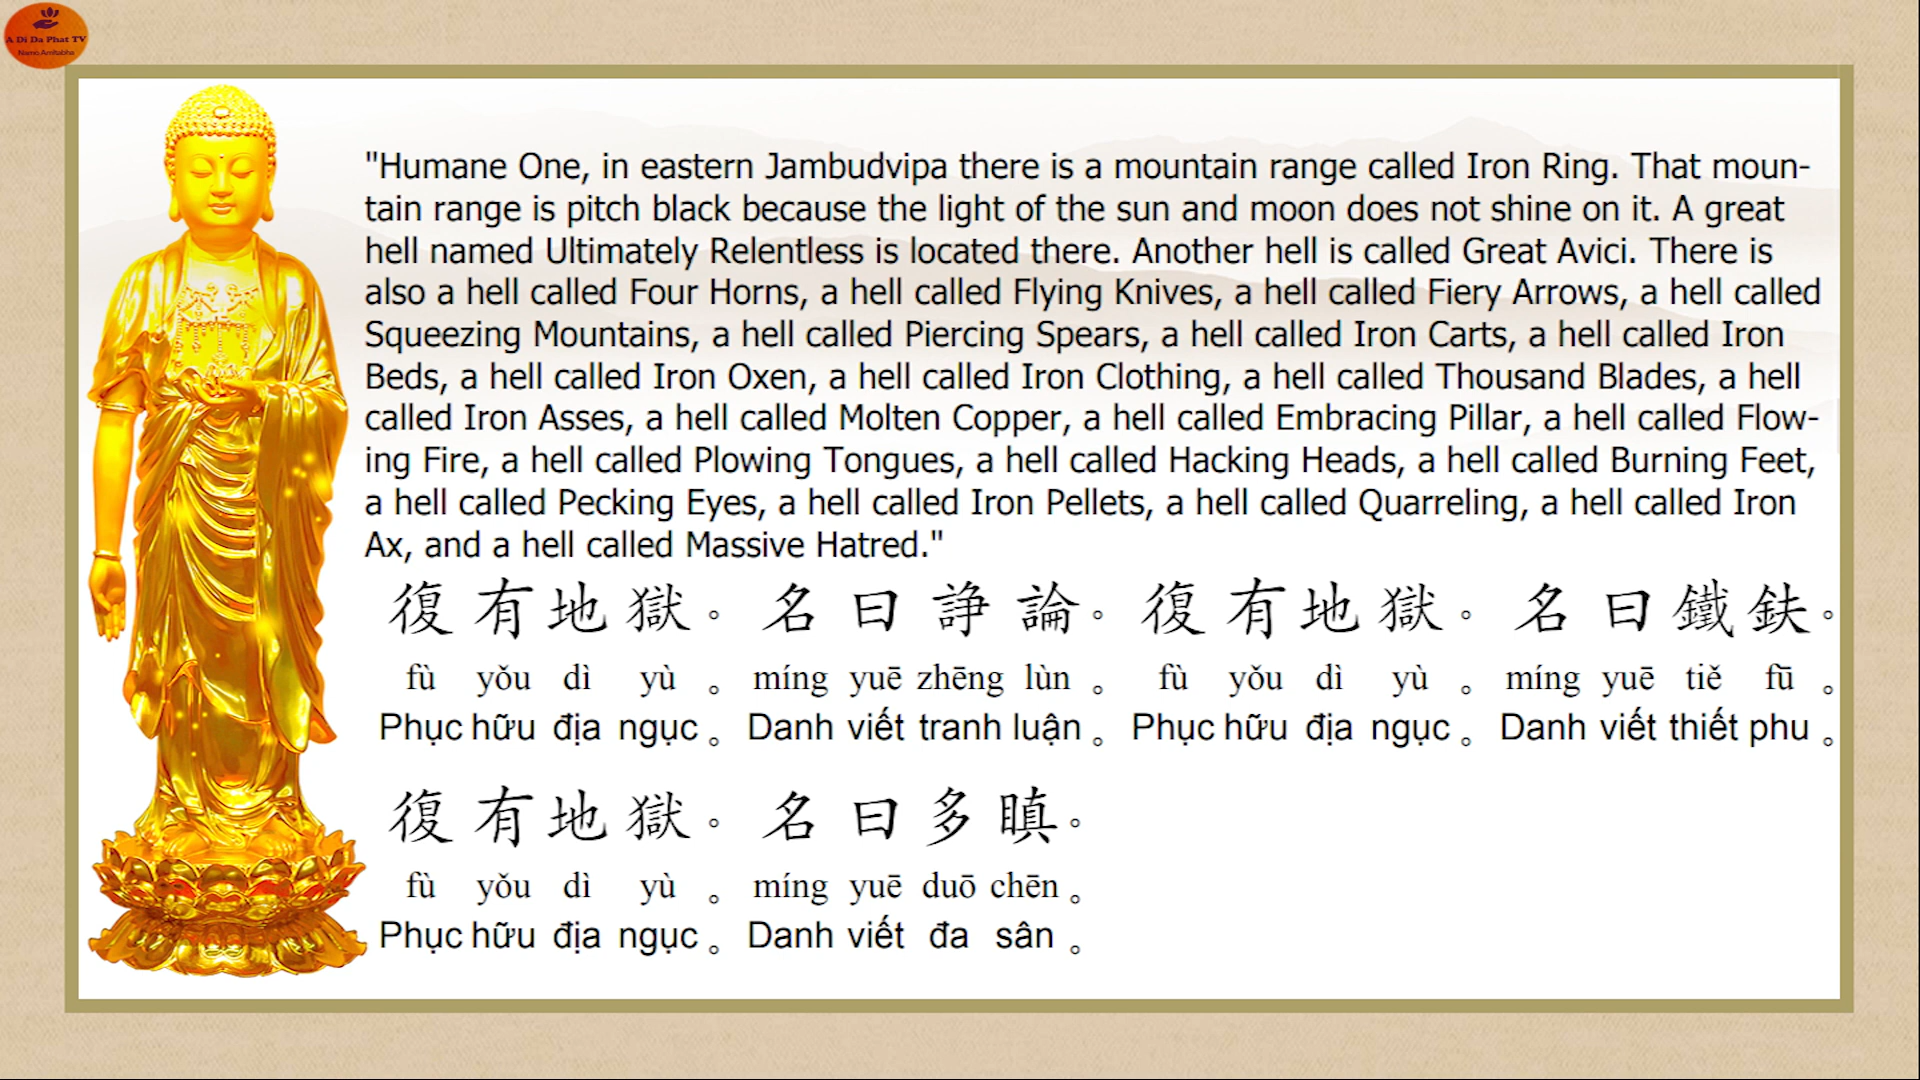 A Di Da Phat TV
Namo Amitabha
"Humane One, in eastern Jambudvipa there is a mountain range called Iron Ring. That moun-
tain range is pitch black because the light of the sun and moon does not shine on it. A great
hell named Ultimately Relentless is located there. Another hell is called Great Avici. There is
also a hell called Four Horns, a hell called Flying Knives, a hell called Fiery Arrows, a hell called
Squeezing Mountains, a hell called Piercing Spears, a hell called Iron Carts, a hell called Iron
Beds, a hell called Iron Oxen, a hell called Iron Clothing, a hell called Thousand Blades, a hell
called Iron Asses, a hell called Molten Copper, a hell called Embracing Pillar, a hell called Flow-
ing Fire, a hell called Plowing Tongues, a hell called Hacking Heads, a hell called Burning Feet,
a hell called Pecking Eyes, a hell called Iron Pellets, a hell called Quarreling, a hell called Iron
Ax, and a hell called Massive Hatred."
復有地獄。名曰諍論。復有地獄。名曰鐵鈇。
fù yǒu dì yù 。 míng yuē zhēng lùn 。 fù yǒu dì yù 。 míng yuē tiě fū 。
Phục hữu địa ngục 。 Danh viết tranh luận 。 Phục hữu địa ngục 。 Danh viết thiết phu 。
復有地獄。名曰多瞋。
fù yǒu dì yù 。 míng yuē duō chēn 。
Phục hữu địa ngục 。 Danh viết đa sân 。